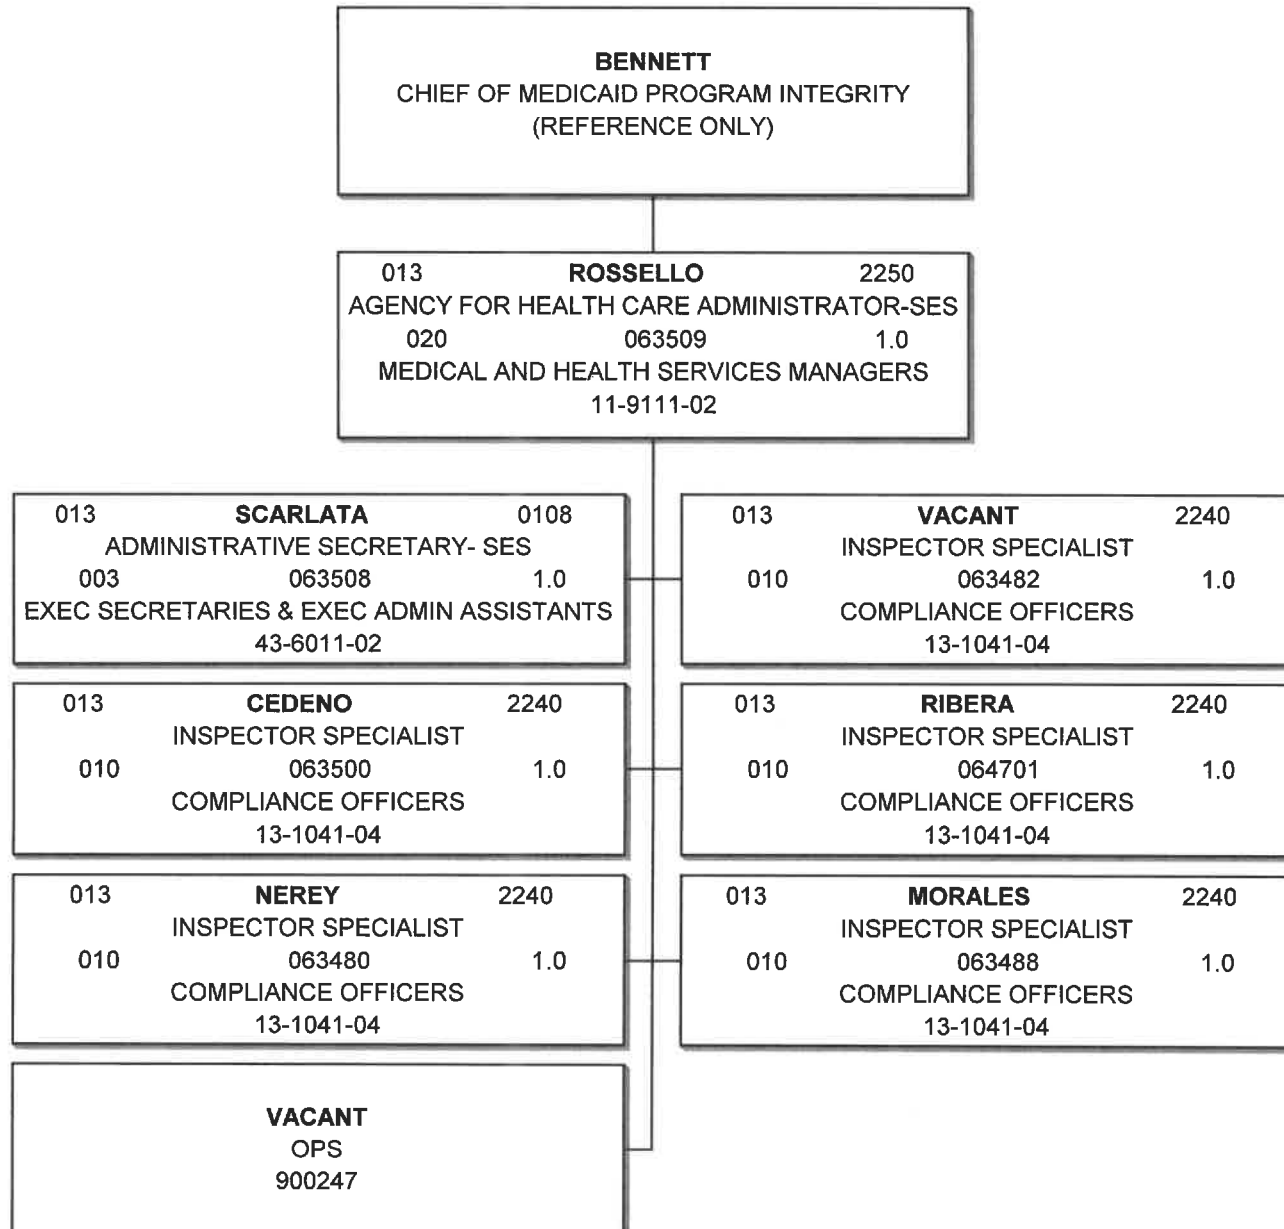 BENNETT
CHIEF OF MEDICAID PROGRAM INTEGRITY
(REFERENCE ONLY)
013 ROSSELLO 2250
AGENCY FOR HEALTH CARE ADMINISTRATOR-SES
020 063509 1.0
MEDICAL AND HEALTH SERVICES MANAGERS
11-9111-02
013 SCARLATA 0108
ADMINISTRATIVE SECRETARY- SES
003 063508 1.0
EXEC SECRETARIES & EXEC ADMIN ASSISTANTS
43-6011-02
013 VACANT 2240
INSPECTOR SPECIALIST
010 063482 1.0
COMPLIANCE OFFICERS
13-1041-04
013 CEDENO 2240
INSPECTOR SPECIALIST
010 063500 1.0
COMPLIANCE OFFICERS
13-1041-04
013 RIBERA 2240
INSPECTOR SPECIALIST
010 064701 1.0
COMPLIANCE OFFICERS
13-1041-04
013 NEREY 2240
INSPECTOR SPECIALIST
010 063480 1.0
COMPLIANCE OFFICERS
13-1041-04
013 MORALES 2240
INSPECTOR SPECIALIST
010 063488 1.0
COMPLIANCE OFFICERS
13-1041-04
VACANT
OPS
900247